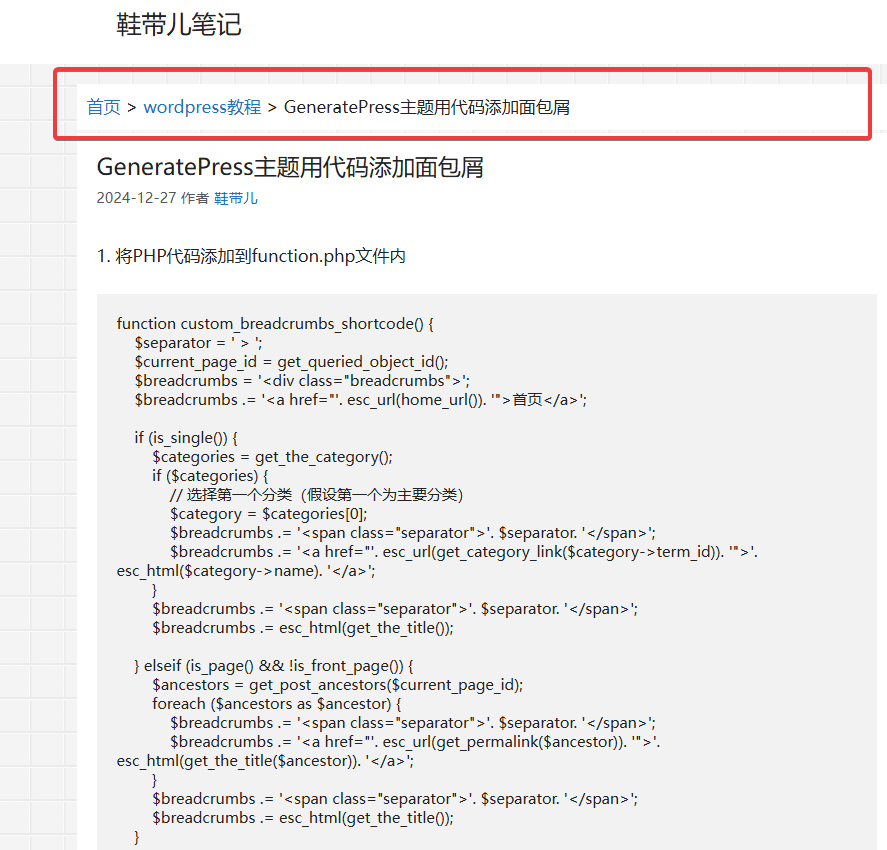 鞋带儿笔记
首页 > wordpress教程 > GeneratePress主题用代码添加面包屑
GeneratePress主题用代码添加面包屑
2024-12-27 作者 鞋带儿
1. 将PHP代码添加到function.php文件内
function custom_breadcrumbs_shortcode() {
$separator = ' > ';
$current_page_id = get_queried_object_id();
$breadcrumbs = '<div class="breadcrumbs">';
$breadcrumbs .= '<a href="'. esc_url(home_url()). '">首页</a>';
if (is_single()) {
$categories = get_the_category();
if ($categories) {
// 选择第一个分类（假设第一个为主要分类）
$category = $categories[0];
$breadcrumbs .= '<span class="separator">'. $separator. '</span>';
$breadcrumbs .= '<a href="'. esc_url(get_category_link($category->term_id)). '">'.
esc_html($category->name). '</a>';
}
$breadcrumbs .= '<span class="separator">'. $separator. '</span>';
$breadcrumbs .= esc_html(get_the_title());
} elseif (is_page() && !is_front_page()) {
$ancestors = get_post_ancestors($current_page_id);
foreach ($ancestors as $ancestor) {
$breadcrumbs .= '<span class="separator">'. $separator. '</span>';
$breadcrumbs .= '<a href="'. esc_url(get_permalink($ancestor)). '">'.
esc_html(get_the_title($ancestor)). '</a>';
}
$breadcrumbs .= '<span class="separator">'. $separator. '</span>';
$breadcrumbs .= esc_html(get_the_title());
}